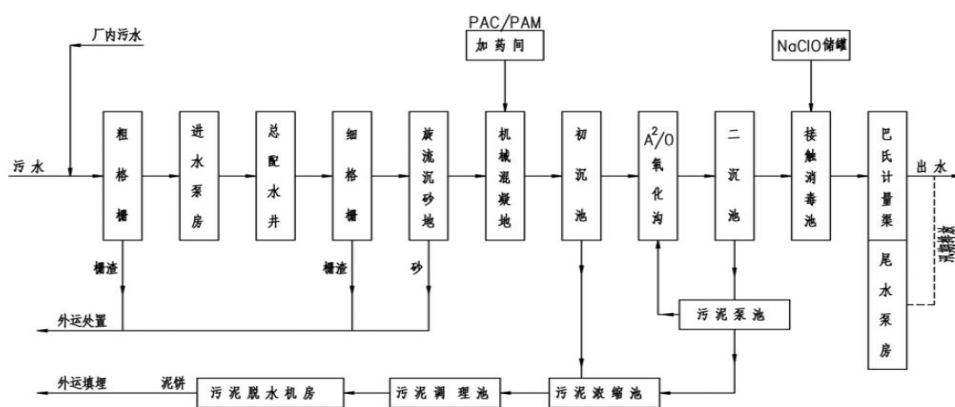 厂内污水
PAC/PAM
加药间
NaClO储罐
污水
粗格栅
进水泵房
总配水井
细格栅
旋流沉砂地
机械混凝地
初沉池
A²/O氧化沟
二沉池
接触消毒池
巴氏计量渠
出水
尾水泵房
栅渣
栅渣
砂
外运处置
污泥泵池
外运填埋
泥饼
污泥脱水机房
污泥调理池
污泥浓缩池